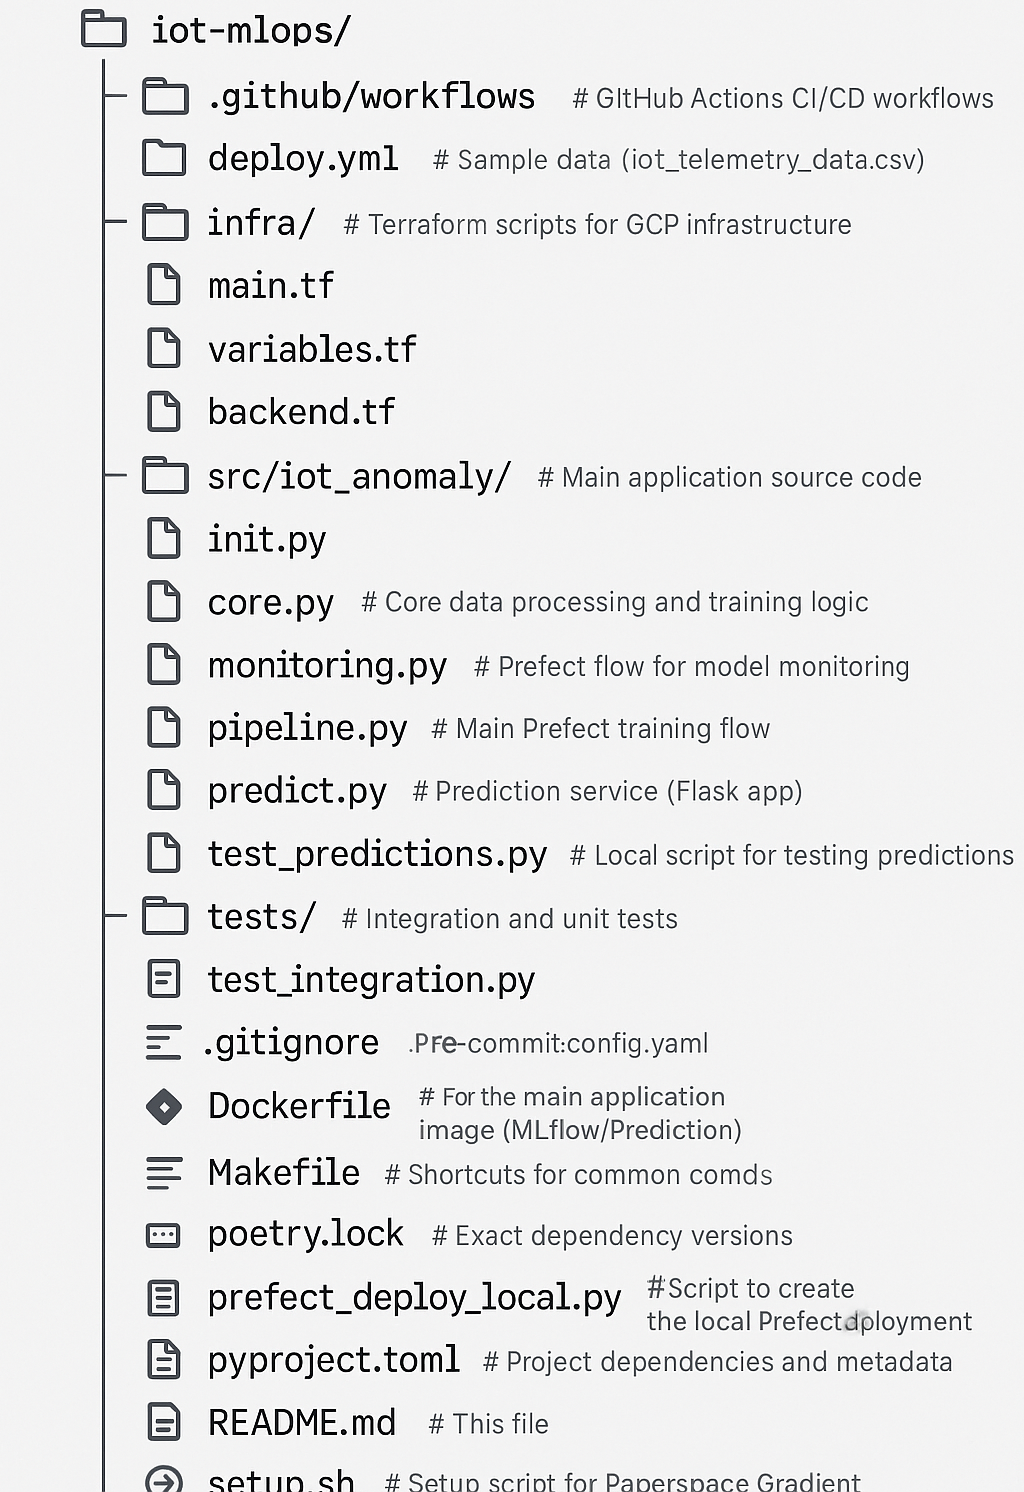 iot-mlops/
.github/workflows # GItHub Actions CI/CD workflows
deploy.yml # Sample data (iot_telemetry_data.csv)
infra/ # Terraform scripts for GCP infrastructure
main.tf
variables.tf
backend.tf
src/iot_anomaly/ # Main application source code
init.py
core.py # Core data processing and training logic
monitoring.py # Prefect flow for model monitoring
pipeline.py # Main Prefect training flow
predict.py # Prediction service (Flask app)
test_predictions.py # Local script for testing predictions
tests/ # Integration and unit tests
test_integration.py
.gitignore .Pre-commit:config.yaml
Dockerfile # For the main application
image (MLflow/Prediction)
Makefile # Shortcuts for common comds
poetry.lock # Exact dependency versions
prefect_deploy_local.py #Script to create
the local Prefect dployment
pyproject.toml # Project dependencies and metadata
README.md # This file
setup.sh # Setup script for Paperspace Gradient